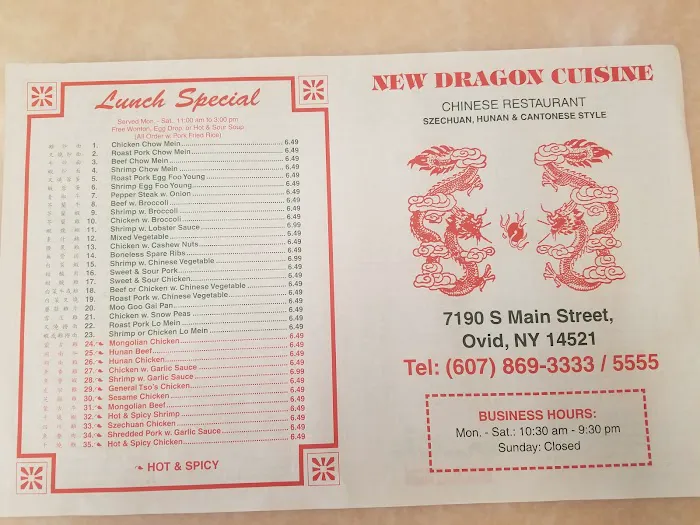 Lunch Special
Served Mon. - Sat. 11:00 am to 3:00 pm
Free Wonton, Egg Drop, or Hot & Sour Soup
(All Order w. Pork Fried Rice)
1. Chicken Chow Mein 6.49
2. Roast Pork Chow Mein 6.49
3. Beef Chow Mein 6.49
4. Shrimp Chow Mein 6.49
5. Roast Pork Egg Foo Young 6.49
6. Shrimp Egg Foo Young 6.49
7. Pepper Steak w. Onion 6.49
8. Beef w. Broccoli 6.49
9. Shrimp w. Broccoli 6.49
10. Chicken w. Broccoli 6.49
11. Shrimp w. Lobster Sauce 6.99
12. Mixed Vegetable 6.49
13. Chicken w. Cashew Nuts 6.49
14. Boneless Spare Ribs 6.49
15. Shrimp w. Chinese Vegetable 6.99
16. Sweet & Sour Pork 6.49
17. Sweet & Sour Chicken 6.49
18. Beef or Chicken w. Chinese Vegetable 6.49
19. Roast Pork w. Chinese Vegetable 6.49
20. Moo Goo Gai Pan 6.49
21. Chicken w. Snow Peas 6.49
22. Roast Pork Lo Mein 6.49
23. Shrimp or Chicken Lo Mein 6.49
24. Mongolian Chicken 6.49
25. Hunan Beef 6.49
26. Hunan Chicken 6.49
27. Chicken w. Garlic Sauce 6.49
28. Shrimp w. Garlic Sauce 6.99
29. General Tso's Chicken 6.49
30. Sesame Chicken 6.49
31. Mongolian Beef 6.49
32. Hot & Spicy Shrimp 6.49
33. Szechuan Chicken 6.49
34. Shredded Pork w. Garlic Sauce 6.49
35. Hot & Spicy Chicken 6.49
HOT & SPICY
NEW DRAGON CUISINE
CHINESE RESTAURANT
SZECHUAN, HUNAN & CANTONESE STYLE
7190 S Main Street,
Ovid, NY 14521
Tel: (607) 869-3333 / 5555
BUSINESS HOURS:
Mon. - Sat.: 10:30 am - 9:30 pm
Sunday: Closed